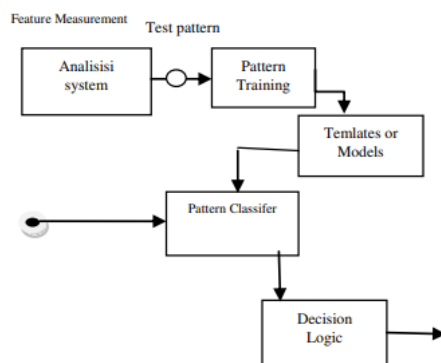 Feature Measurement
Test pattern
Analisisi
system
Pattern
Training
Temlates or
Models
Pattern Classifer
Decision
Logic